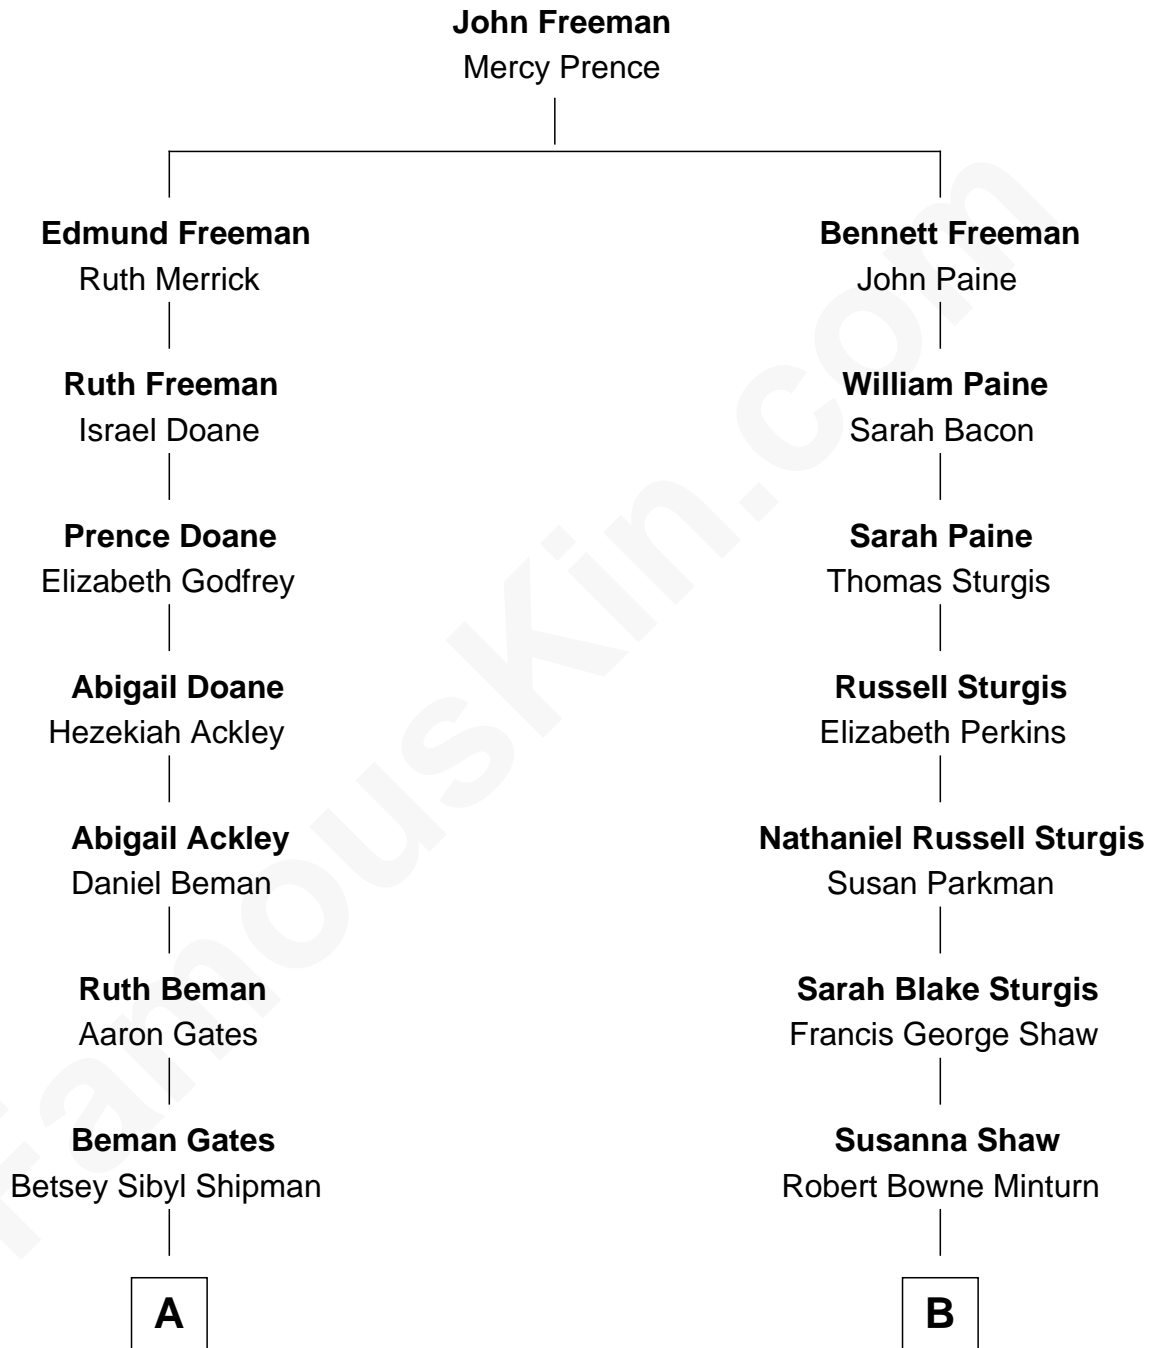 John Freeman
Mercy Prence
Edmund Freeman
Ruth Merrick
Ruth Freeman
Israel Doane
Prence Doane
Elizabeth Godfrey
Abigail Doane
Hezekiah Ackley
Abigail Ackley
Daniel Beman
Ruth Beman
Aaron Gates
Beman Gates
Betsey Sibyl Shipman
A
Bennett Freeman
John Paine
William Paine
Sarah Bacon
Sarah Paine
Thomas Sturgis
Russell Sturgis
Elizabeth Perkins
Nathaniel Russell Sturgis
Susan Parkman
Sarah Blake Sturgis
Francis George Shaw
Susanna Shaw
Robert Bowne Minturn
B
FamousKin.com